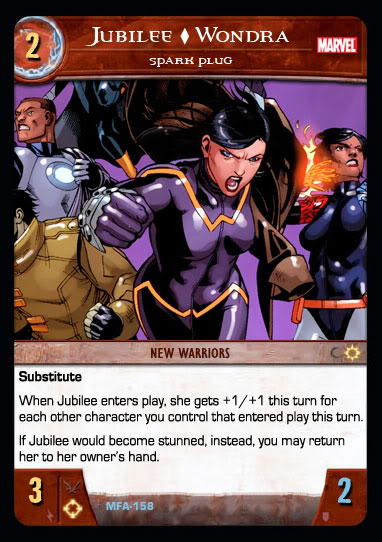 2
JUBILEE ♦ WONDRA
MARVEL
SPARK PLUG
NEW WARRIORS
C
Substitute
When Jubilee enters play, she gets +1/+1 this turn for
each other character you control that entered play this turn.
If Jubilee would become stunned, instead, you may return
her to her owner's hand.
3
MFA-158
2